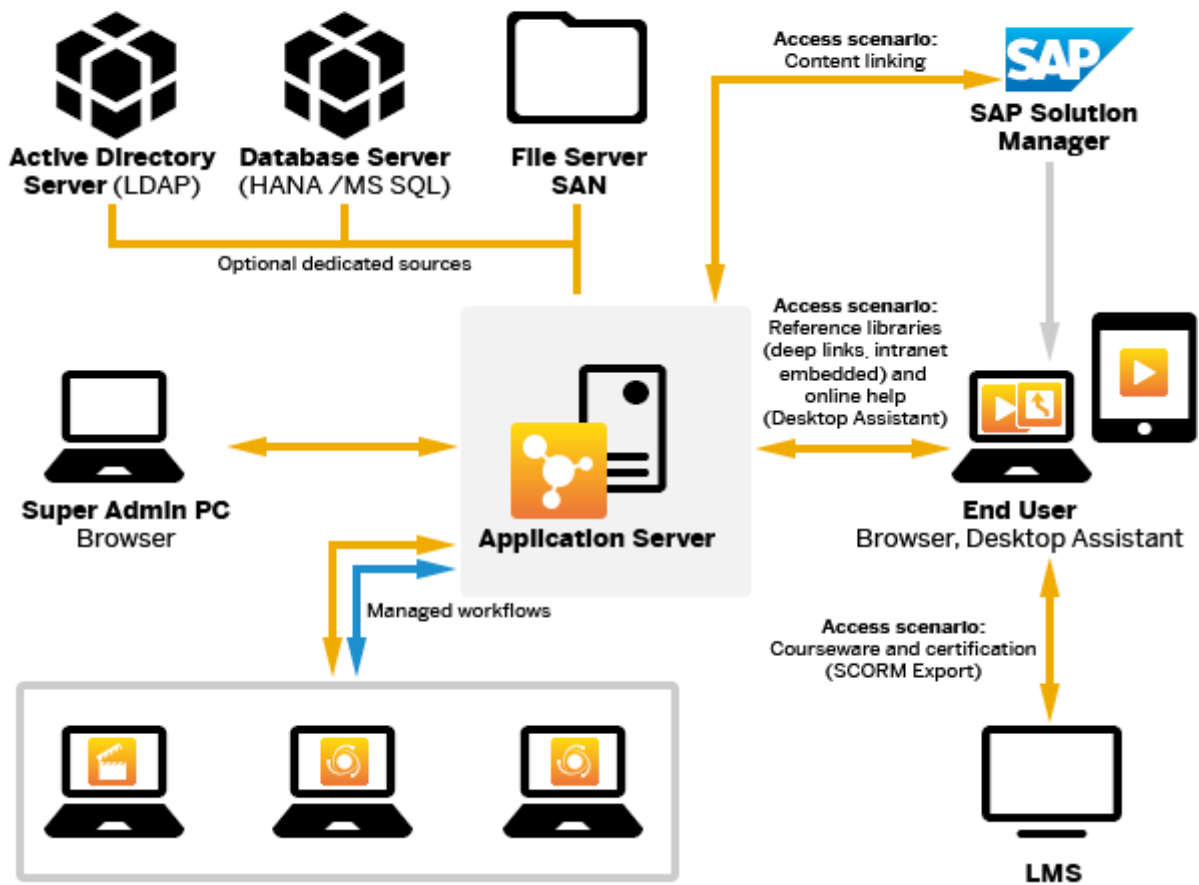 Active Directory
Server (LDAP)
Database Server
(HANA /MS SQL)
File Server
SAN
Optional dedicated sources
Access scenario:
Content linking
SAP
SAP Solution
Manager
Access scenario:
Reference libraries
(deep links, intranet
embedded) and
online help
(Desktop Assistant)
Super Admin PC
Browser
Application Server
End User
Browser, Desktop Assistant
Managed workflows
Access scenario:
Courseware and certification
(SCORM Export)
LMS